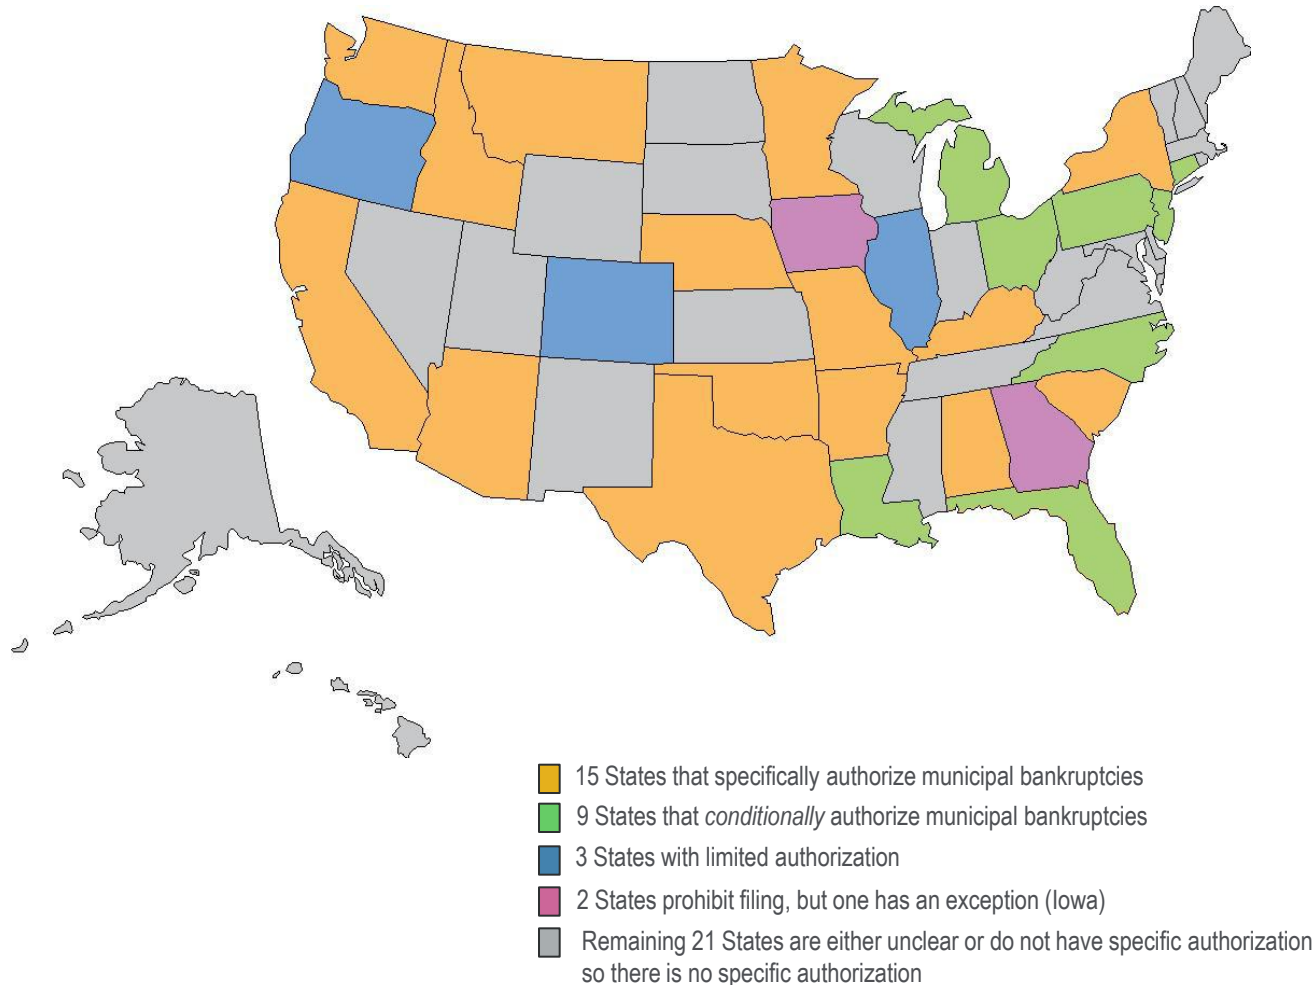 15 States that specifically authorize municipal bankruptcies
9 States that conditionally authorize municipal bankruptcies
3 States with limited authorization
2 States prohibit filing, but one has an exception (Iowa)
Remaining 21 States are either unclear or do not have specific authorization
so there is no specific authorization